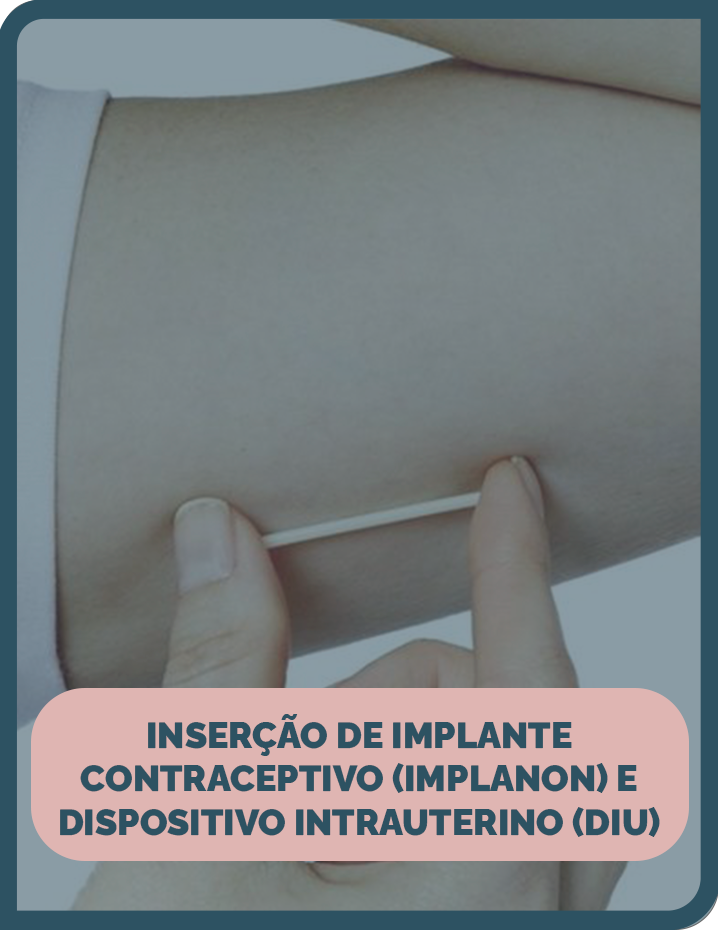 INSERÇÃO DE IMPLANTE
CONTRACEPTIVO (IMPLANON) E
DISPOSITIVO INTRAUTERINO (DIU)